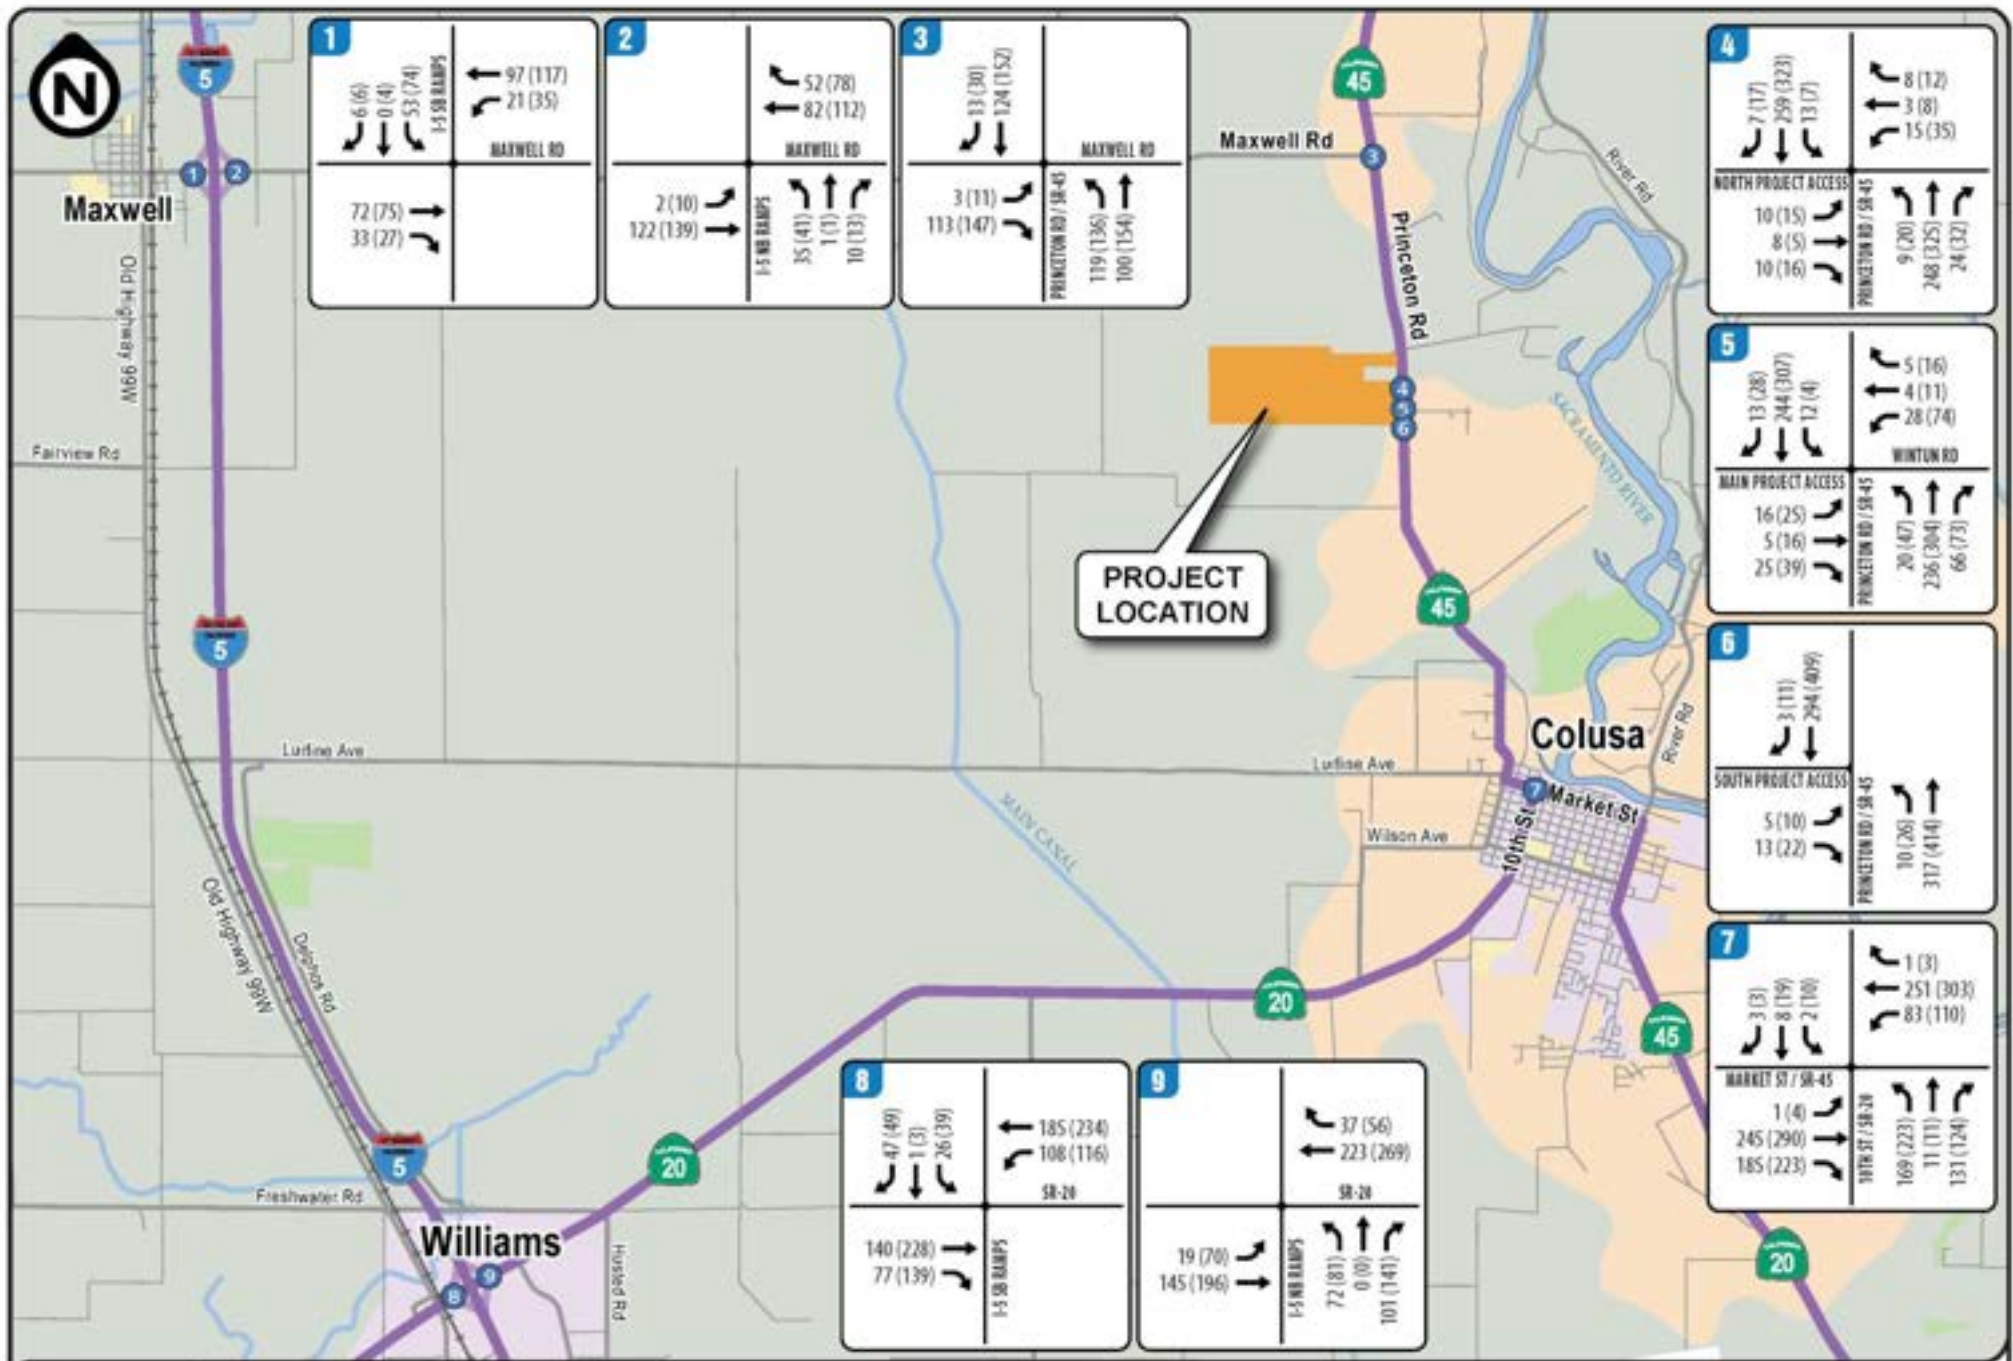 N
5
Maxwell
1
2
Old Highway 99W
Fairview Rd
5
Lurline Ave
Old Highway 99W
Delphos Rd
5
Freshwater Rd
Williams
8
9
Husted Rd
20
MAIN CANAL
PROJECT
LOCATION
45
Maxwell Rd
3
Princeton Rd
River Rd
4
5
6
SACRAMENTO RIVER
45
Colusa
River Rd
Lurline Ave
7
Market St
Wilson Ave
10th St
20
45
20
1
6 (6)
0 (4)
53 (74)
I-5 SB RAMPS
97 (117)
21 (35)
MAXWELL RD
72 (75)
33 (27)
2
52 (78)
82 (112)
MAXWELL RD
2 (10)
122 (139)
I-5 NB RAMPS
35 (41)
1 (1)
10 (13)
3
13 (30)
124 (152)
MAXWELL RD
3 (11)
113 (147)
PRINCETON RD / SR-45
119 (136)
100 (154)
4
7 (17)
259 (323)
13 (7)
8 (12)
3 (8)
15 (35)
NORTH PROJECT ACCESS
10 (15)
8 (5)
10 (16)
PRINCETON RD / SR-45
9 (20)
248 (325)
24 (32)
5
13 (28)
244 (307)
12 (4)
5 (16)
4 (11)
28 (74)
WINTUN RD
MAIN PROJECT ACCESS
16 (25)
5 (16)
25 (39)
PRINCETON RD / SR-45
20 (47)
236 (304)
66 (73)
6
3 (11)
294 (409)
SOUTH PROJECT ACCESS
5 (10)
13 (22)
PRINCETON RD / SR-45
10 (26)
317 (414)
7
3 (3)
8 (19)
2 (10)
1 (3)
251 (303)
83 (110)
MARKET ST / SR-45
1 (4)
245 (290)
185 (223)
10TH ST / SR-20
169 (223)
11 (11)
131 (124)
8
47 (49)
1 (3)
26 (39)
185 (234)
108 (116)
SR-20
140 (228)
77 (139)
I-5 SB RAMPS
9
37 (56)
223 (269)
SR-20
19 (70)
145 (196)
I-5 NB RAMPS
72 (81)
0 (0)
101 (141)